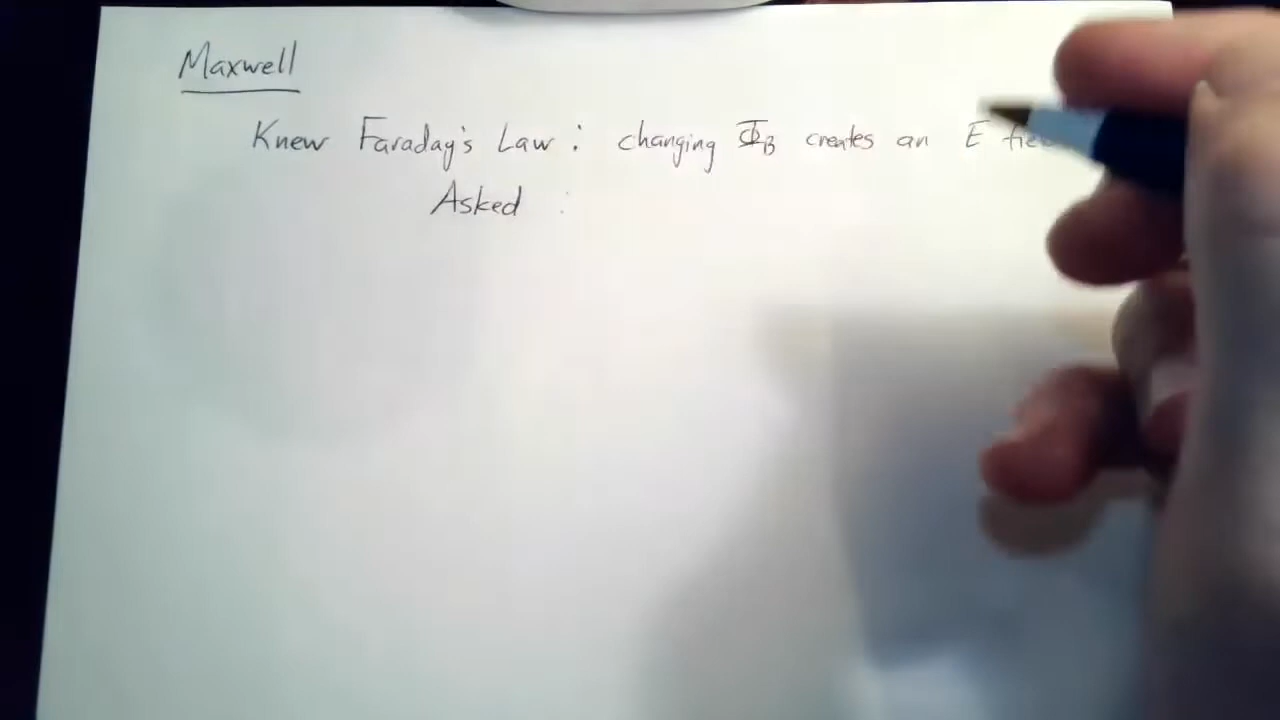 Maxwell
Knew Faraday's Law : changing Φ_B creates an E
Asked :